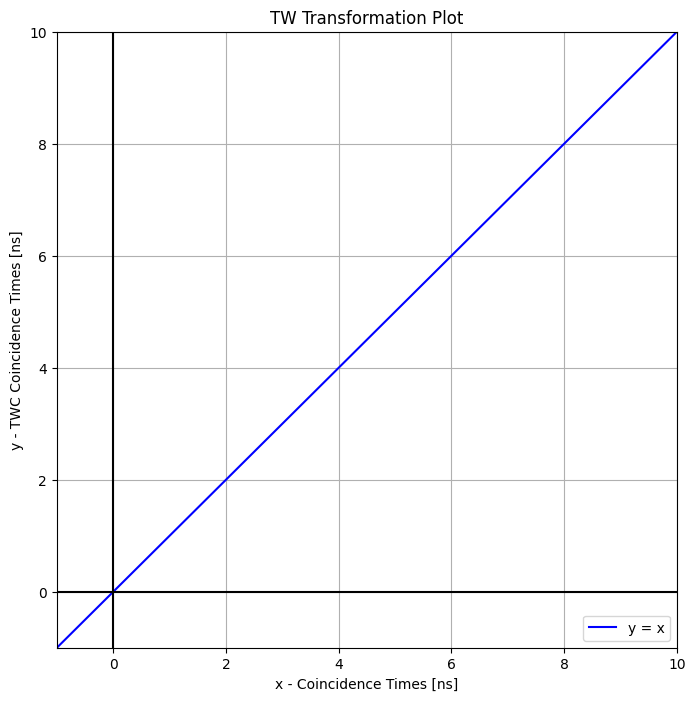 TW Transformation Plot
10
8
6
4
2
0
y - TWC Coincidence Times [ns]
y = x
0 2 4 6 8 10
x - Coincidence Times [ns]